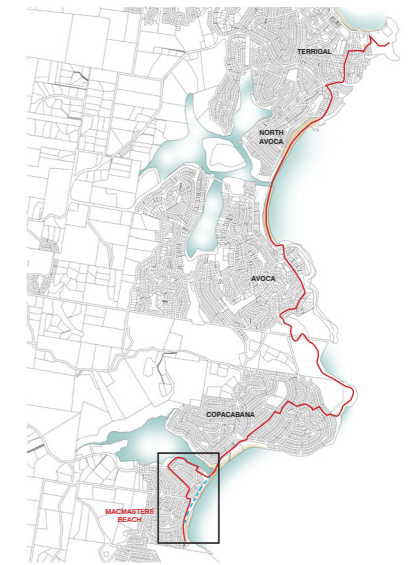 TERRIGAL
NORTH
AVOCA
AVOCA
COPACABANA
MACMASTERS
BEACH